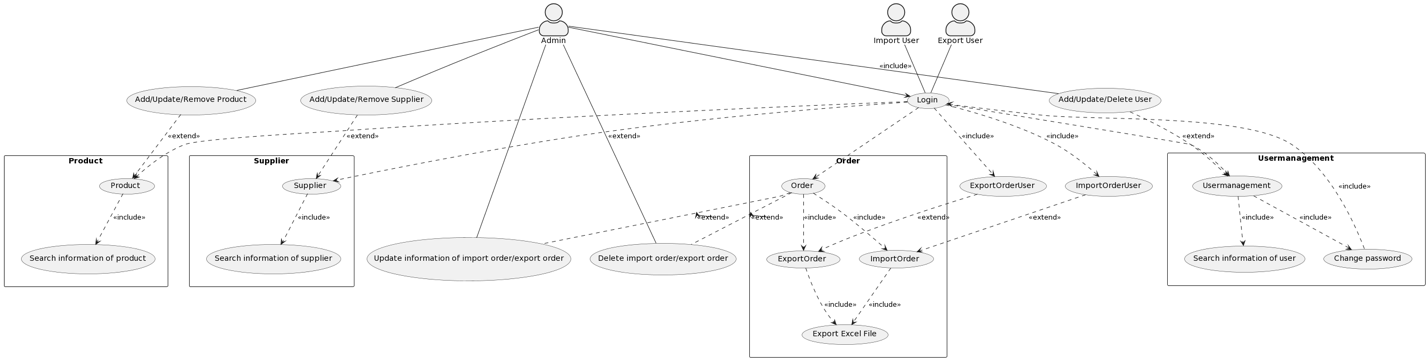 Admin
Import User
Export User
«include»
Add/Update/Remove Product
Add/Update/Remove Supplier
Login
Add/Update/Delete User
«extend»
«extend»
«extend»
«include»
«include»
«extend»
Product
Supplier
Order
Usermanagement
Product
Supplier
Order
ExportOrderUser
ImportOrderUser
Usermanagement
«include»
«include»
«extend»
«extend»
«include»
«include»
«extend»
«extend»
«include»
«include»
Search information of product
Search information of supplier
Update information of import order/export order
Delete import order/export order
ExportOrder
ImportOrder
Search information of user
Change password
«include»
«include»
Export Excel File